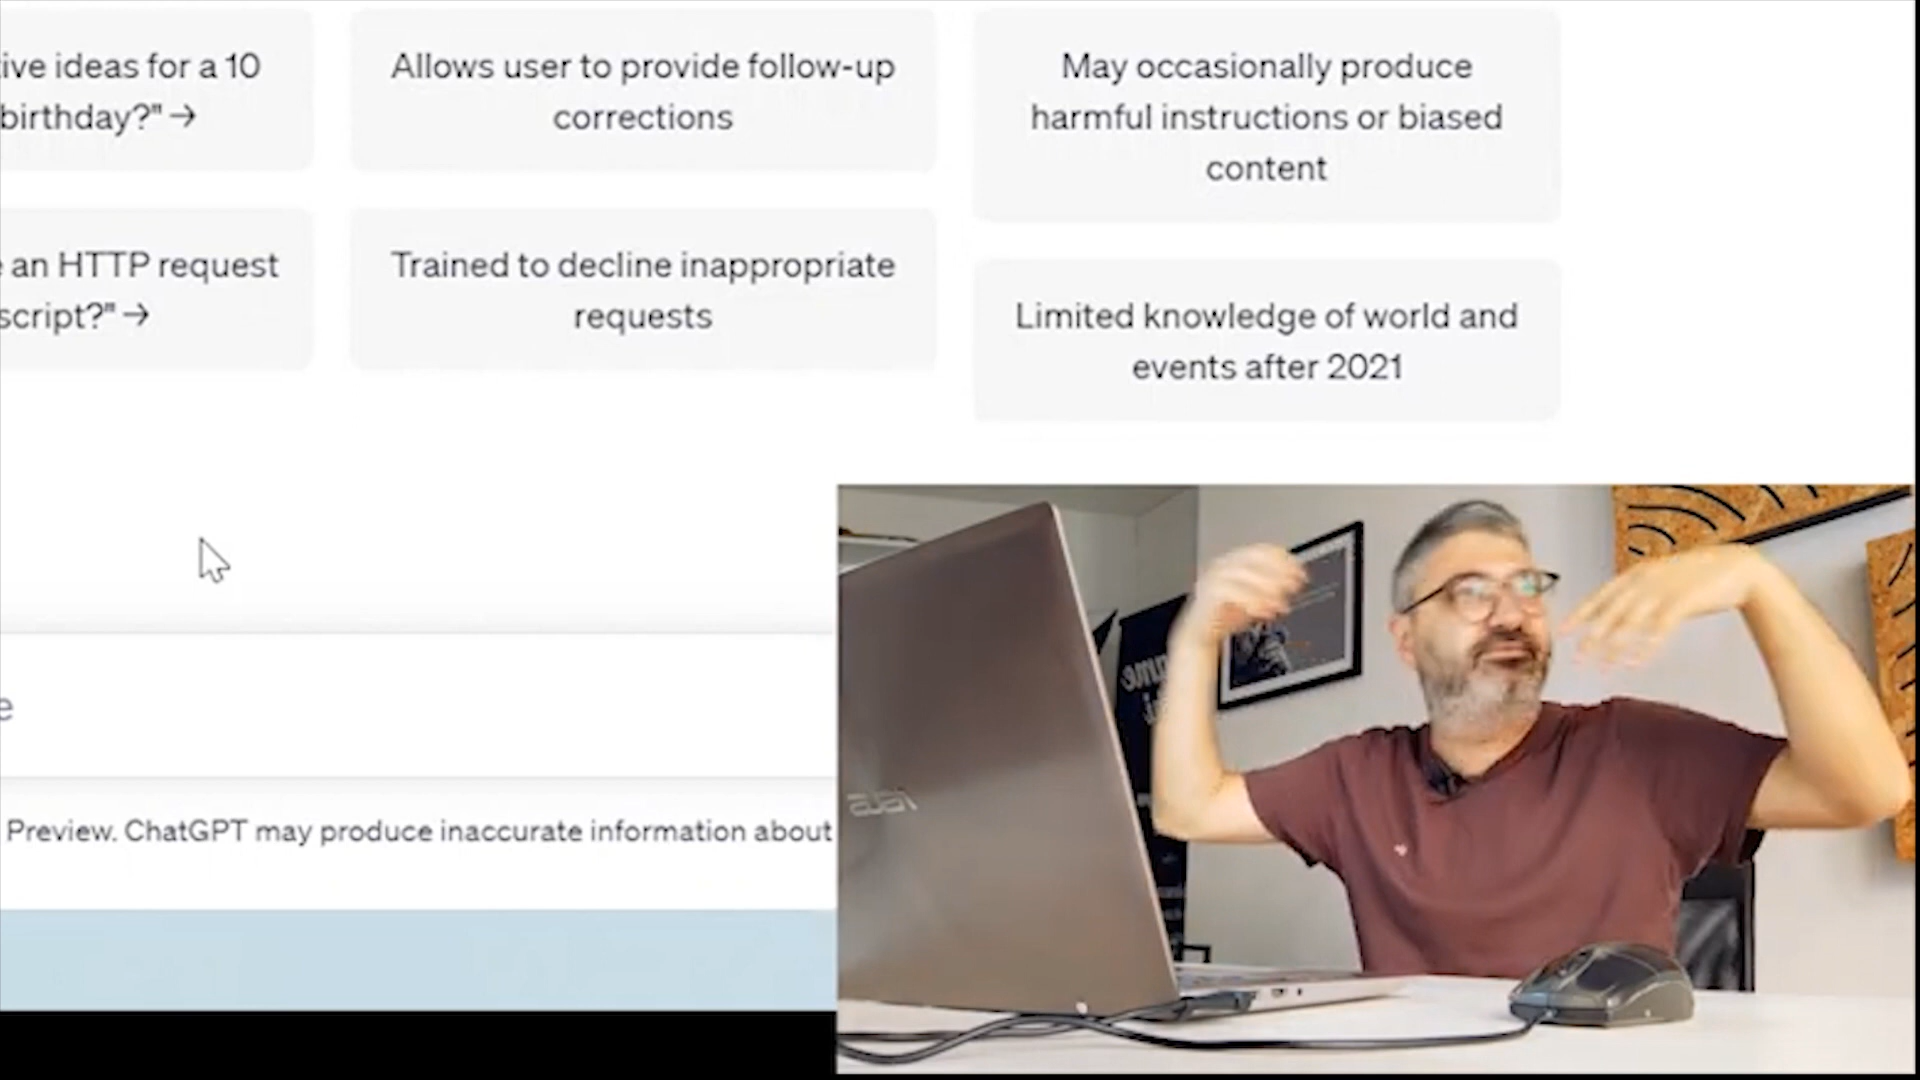 ive ideas for a 10
birthday?" →
an HTTP request
script?" →
Allows user to provide follow-up
corrections
Trained to decline inappropriate
requests
May occasionally produce
harmful instructions or biased
content
Limited knowledge of world and
events after 2021
e
Preview. ChatGPT may produce inaccurate information about